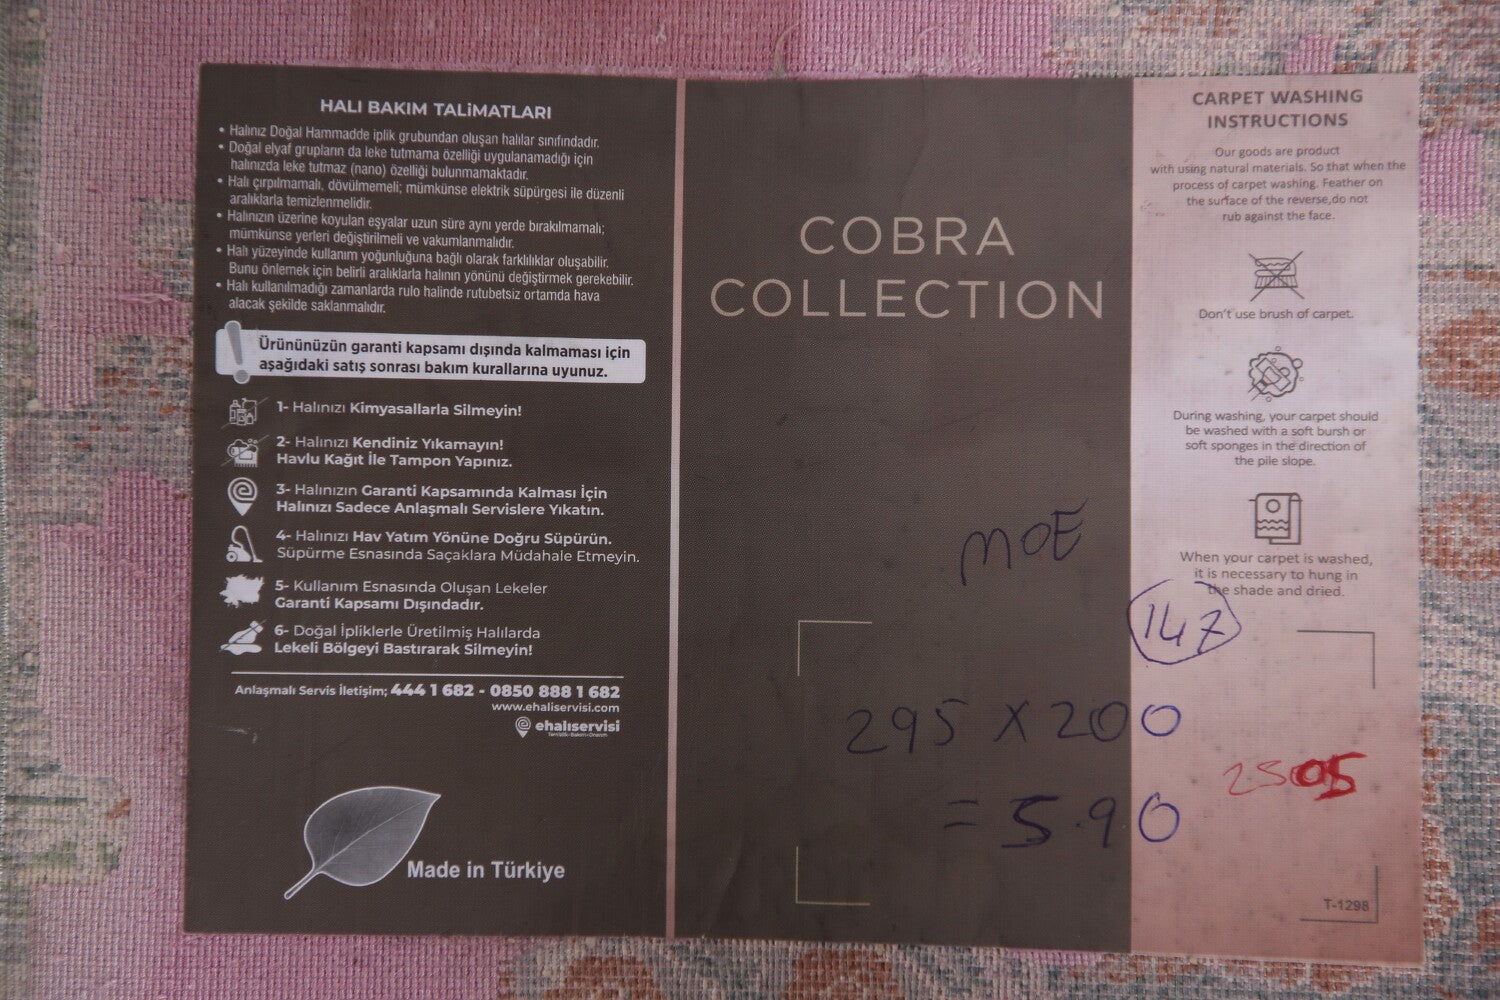 HALI BAKIM TALiMATLARI
• Halınız Doğal Hammadde iplik grubundan oluşan halılar sınıfındadır.
• Doğal elyaf grupların da leke tutmama özelliği uygulanamadığı için
halınızda leke tutmaz (nano) özelliği bulunmamaktadır.
• Halı çırpılmamalı, dövülmemeli; mümkünse elektrik süpürgesi ile düzenli
aralıklarla temizlenmelidir.
• Halınızın üzerine koyulan eşyalar uzun süre aynı yerde bırakılmamalı;
mümkünse yerleri değiştirilmeli ve vakumlanmalıdır.
• Halı yüzeyinde kullanım yoğunluğuna bağlı olarak farklılıklar oluşabilir.
Bunu önlemek için belirli aralıklarla halının yönünü değiştirmek gerekebilir.
• Halı kullanılmadığı zamanlarda rulo halinde rutubetsiz ortamda hava
alacak şekilde saklanmalıdır.
Ürününüzün garanti kapsamı dışında kalmaması için
aşağıdaki satış sonrası bakım kurallarına uyunuz.
1- Halınızı Kimyasallarla Silmeyin!
2- Halınızı Kendiniz Yıkamayın!
Havlu Kağıt İle Tampon Yapınız.
3- Halınızın Garanti Kapsamında Kalması İçin
Halınızı Sadece Anlaşmalı Servislere Yıkatın.
4- Halınızı Hav Yatım Yönüne Doğru Süpürün.
Süpürme Esnasında Saçaklara Müdahale Etmeyin.
5- Kullanım Esnasında Oluşan Lekeler
Garanti Kapsamı Dışındadır.
6- Doğal İpliklerle Üretilmiş Halılarda
Lekeli Bölgeyi Bastırarak Silmeyin!
Anlaşmalı Servis İletişim; 444 1 682 - 0850 888 1 682
www.ehaliservisi.com
ehalıservisi
Temizlik-Bakım-Onarım
Made in Türkiye
COBRA
COLLECTION
MOE
147
295 X 200
= 5.90
CARPET WASHING
INSTRUCTIONS
Our goods are product
with using natural materials. So that when the
process of carpet washing. Feather on
the surface of the reverse,do not
rub against the face.
Don't use brush of carpet.
During washing, your carpet should
be washed with a soft bursh or
soft sponges in the direction of
the pile slope.
When your carpet is washed,
it is necessary to hung in
the shade and dried.
2505
T-1298